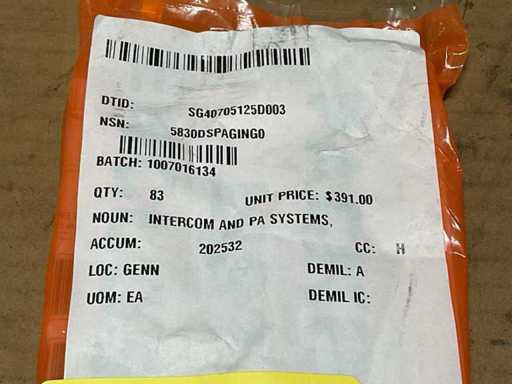 DTID: SG40705125D003
NSN: 5830DSPAGING0
BATCH: 1007016134
QTY: 83 UNIT PRICE: $391.00
NOUN: INTERCOM AND PA SYSTEMS,
ACCUM: 202532 CC: H
LOC: GENN DEMIL: A
UOM: EA DEMIL IC: